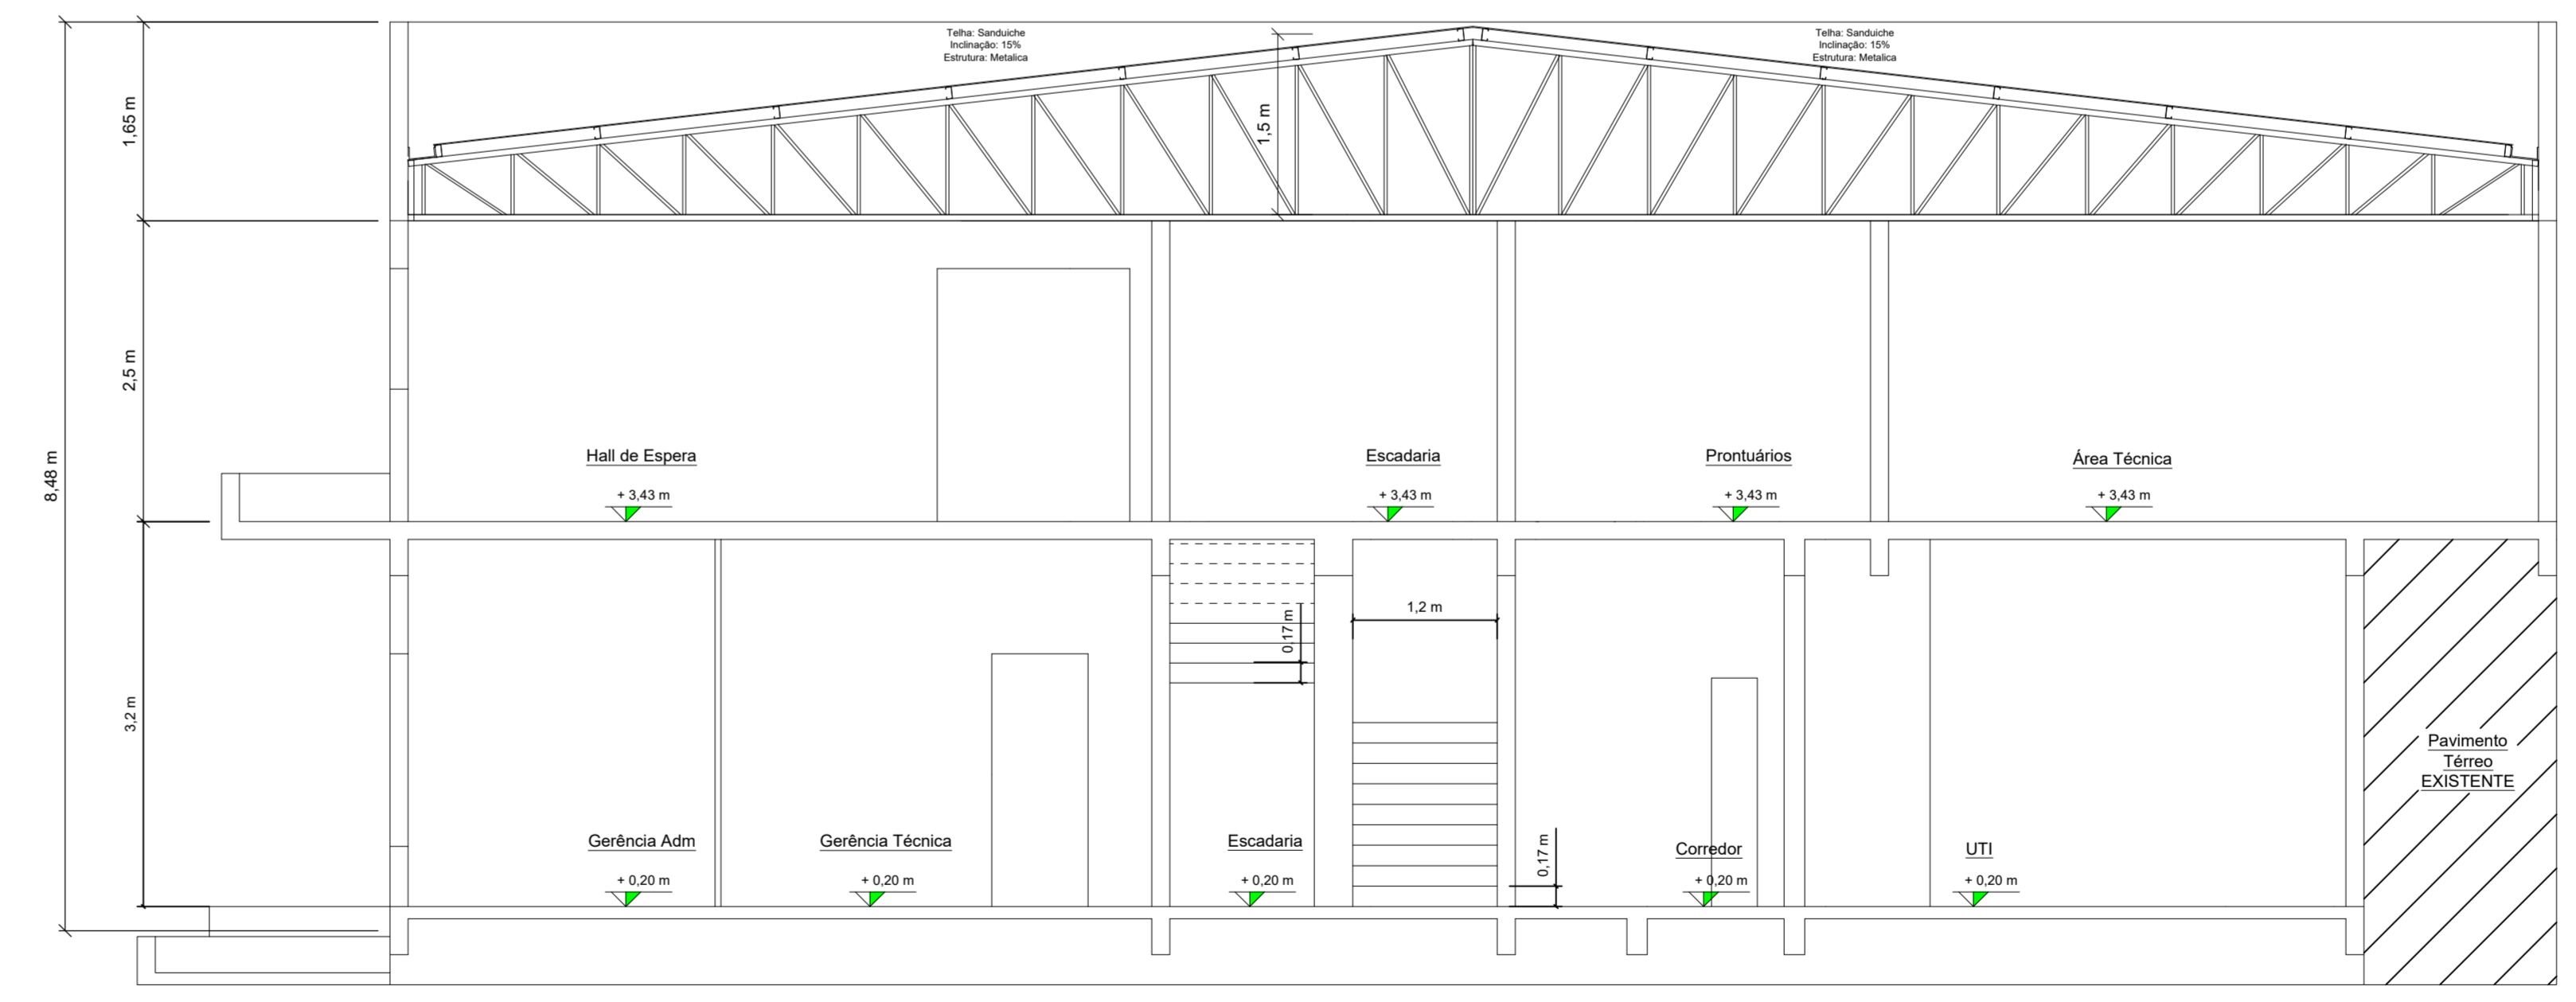 Telha: Sanduiche
Inclinação: 15%
Estrutura: Metalica
Telha: Sanduiche
Inclinação: 15%
Estrutura: Metalica
1,65 m
1,5 m
2,5 m
8,48 m
Hall de Espera
+ 3,43 m
Escadaria
+ 3,43 m
Prontuários
+ 3,43 m
Área Técnica
+ 3,43 m
0,17 m
1,2 m
3,2 m
Pavimento
Térreo
EXISTENTE
Gerência Adm
+ 0,20 m
Gerência Técnica
+ 0,20 m
Escadaria
+ 0,20 m
0,17 m
Corredor
+ 0,20 m
UTI
+ 0,20 m